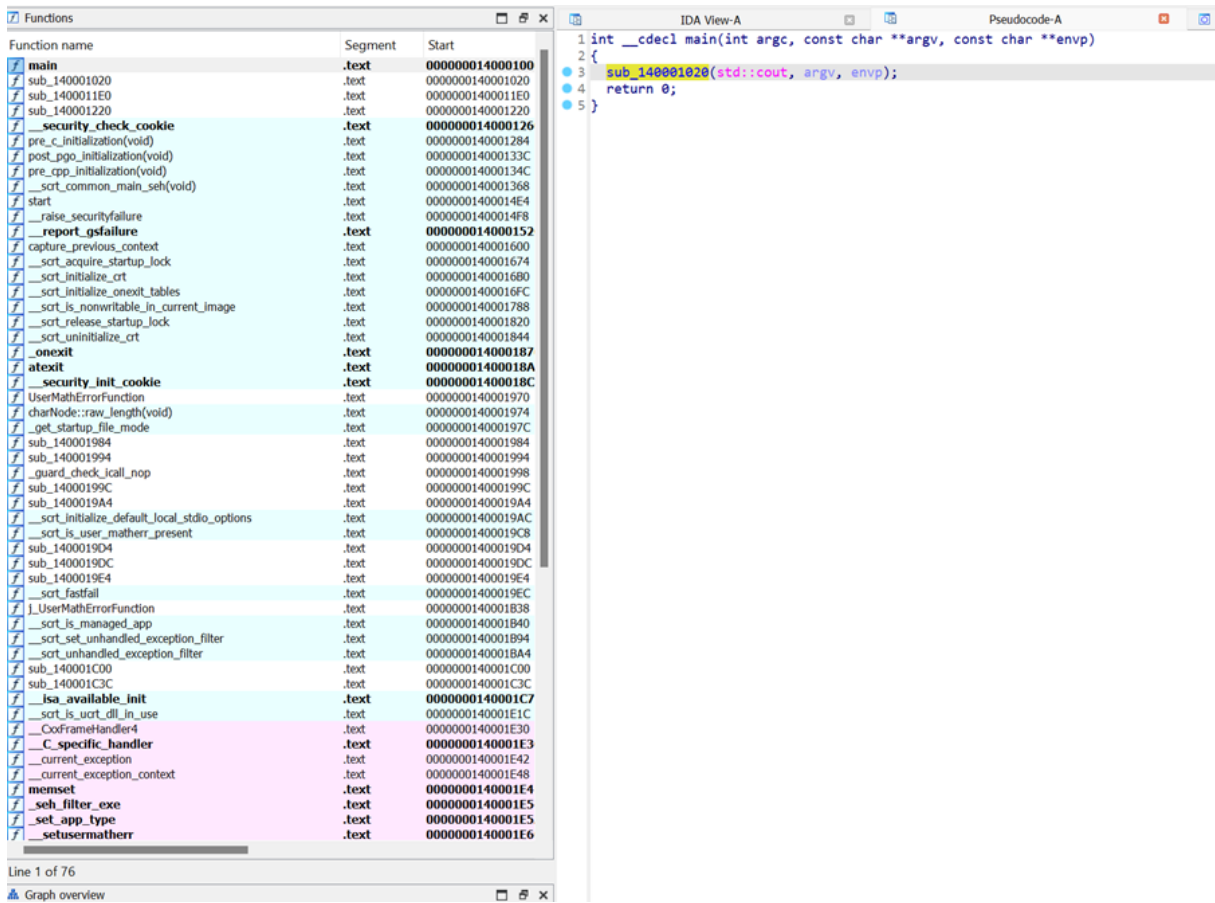 Functions
Function name Segment Start
main .text 000000014000100
sub_140001020 .text 0000000140001020
sub_1400011E0 .text 00000001400011E0
sub_140001220 .text 0000000140001220
__security_check_cookie .text 000000014000126
pre_c_initialization(void) .text 0000000140001284
post_pgo_initialization(void) .text 000000014000133C
pre_cpp_initialization(void) .text 000000014000134C
__scrt_common_main_seh(void) .text 0000000140001368
start .text 00000001400014E4
__raise_securityfailure .text 00000001400014F8
__report_gsfailure .text 000000014000152
capture_previous_context .text 0000000140001600
__scrt_acquire_startup_lock .text 0000000140001674
__scrt_initialize_crt .text 00000001400016B0
__scrt_initialize_onexit_tables .text 00000001400016FC
__scrt_is_nonwritable_in_current_image .text 0000000140001788
__scrt_release_startup_lock .text 0000000140001820
__scrt_uninitialize_crt .text 0000000140001844
_onexit .text 000000014000187
atexit .text 00000001400018A
__security_init_cookie .text 00000001400018C
UserMathErrorFunction .text 0000000140001970
charNode::raw_length(void) .text 0000000140001974
_get_startup_file_mode .text 000000014000197C
sub_140001984 .text 0000000140001984
sub_140001994 .text 0000000140001994
_guard_check_icall_nop .text 0000000140001998
sub_14000199C .text 000000014000199C
sub_1400019A4 .text 00000001400019A4
__scrt_initialize_default_local_stdio_options .text 00000001400019AC
__scrt_is_user_matherr_present .text 00000001400019C8
sub_1400019D4 .text 00000001400019D4
sub_1400019DC .text 00000001400019DC
sub_1400019E4 .text 00000001400019E4
__scrt_fastfail .text 00000001400019EC
j_UserMathErrorFunction .text 0000000140001B38
__scrt_is_managed_app .text 0000000140001B40
__scrt_set_unhandled_exception_filter .text 0000000140001B94
__scrt_unhandled_exception_filter .text 0000000140001BA4
sub_140001C00 .text 0000000140001C00
sub_140001C3C .text 0000000140001C3C
__isa_available_init .text 0000000140001C7
__scrt_is_ucrt_dll_in_use .text 0000000140001E1C
__CxxFrameHandler4 .text 0000000140001E30
__C_specific_handler .text 0000000140001E3
__current_exception .text 0000000140001E42
__current_exception_context .text 0000000140001E48
memset .text 0000000140001E4
_seh_filter_exe .text 0000000140001E5
_set_app_type .text 0000000140001E5
__setusermatherr .text 0000000140001E6
Line 1 of 76
Graph overview
IDA View-A Pseudocode-A
1 int __cdecl main(int argc, const char **argv, const char **envp)
2 {
3 sub_140001020(std::cout, argv, envp);
4 return 0;
5 }